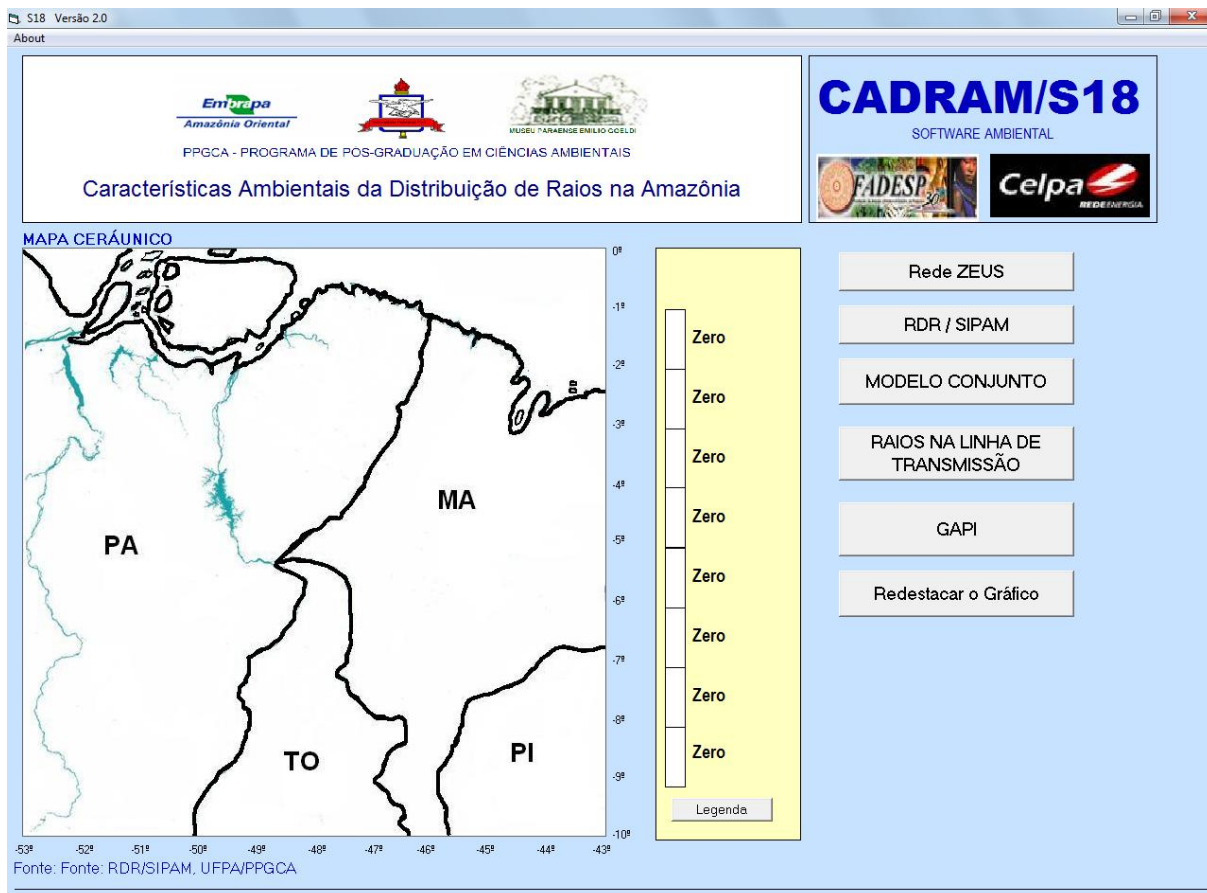 S18 Versão 2.0
About
Embrapa
Amazônia Oriental
MUSEU PARAENSE EMILIO GOELDI
PPGCA - PROGRAMA DE PÓS-GRADUAÇÃO EM CIÊNCIAS AMBIENTAIS
Características Ambientais da Distribuição de Raios na Amazônia
CADRAM/S18
SOFTWARE AMBIENTAL
FADESP
30
Celpa
REDE ENERGIA
MAPA CERÁUNICO
PA
MA
TO
PI
0º
-1º
-2º
-3º
-4º
-5º
-6º
-7º
-8º
-9º
-10º
-53º -52º -51º -50º -49º -48º -47º -46º -45º -44º -43º
Fonte: Fonte: RDR/SIPAM, UFPA/PPGCA
Zero
Zero
Zero
Zero
Zero
Zero
Zero
Zero
Legenda
Rede ZEUS
RDR / SIPAM
MODELO CONJUNTO
RAIOS NA LINHA DE
TRANSMISSÃO
GAPI
Redestacar o Gráfico